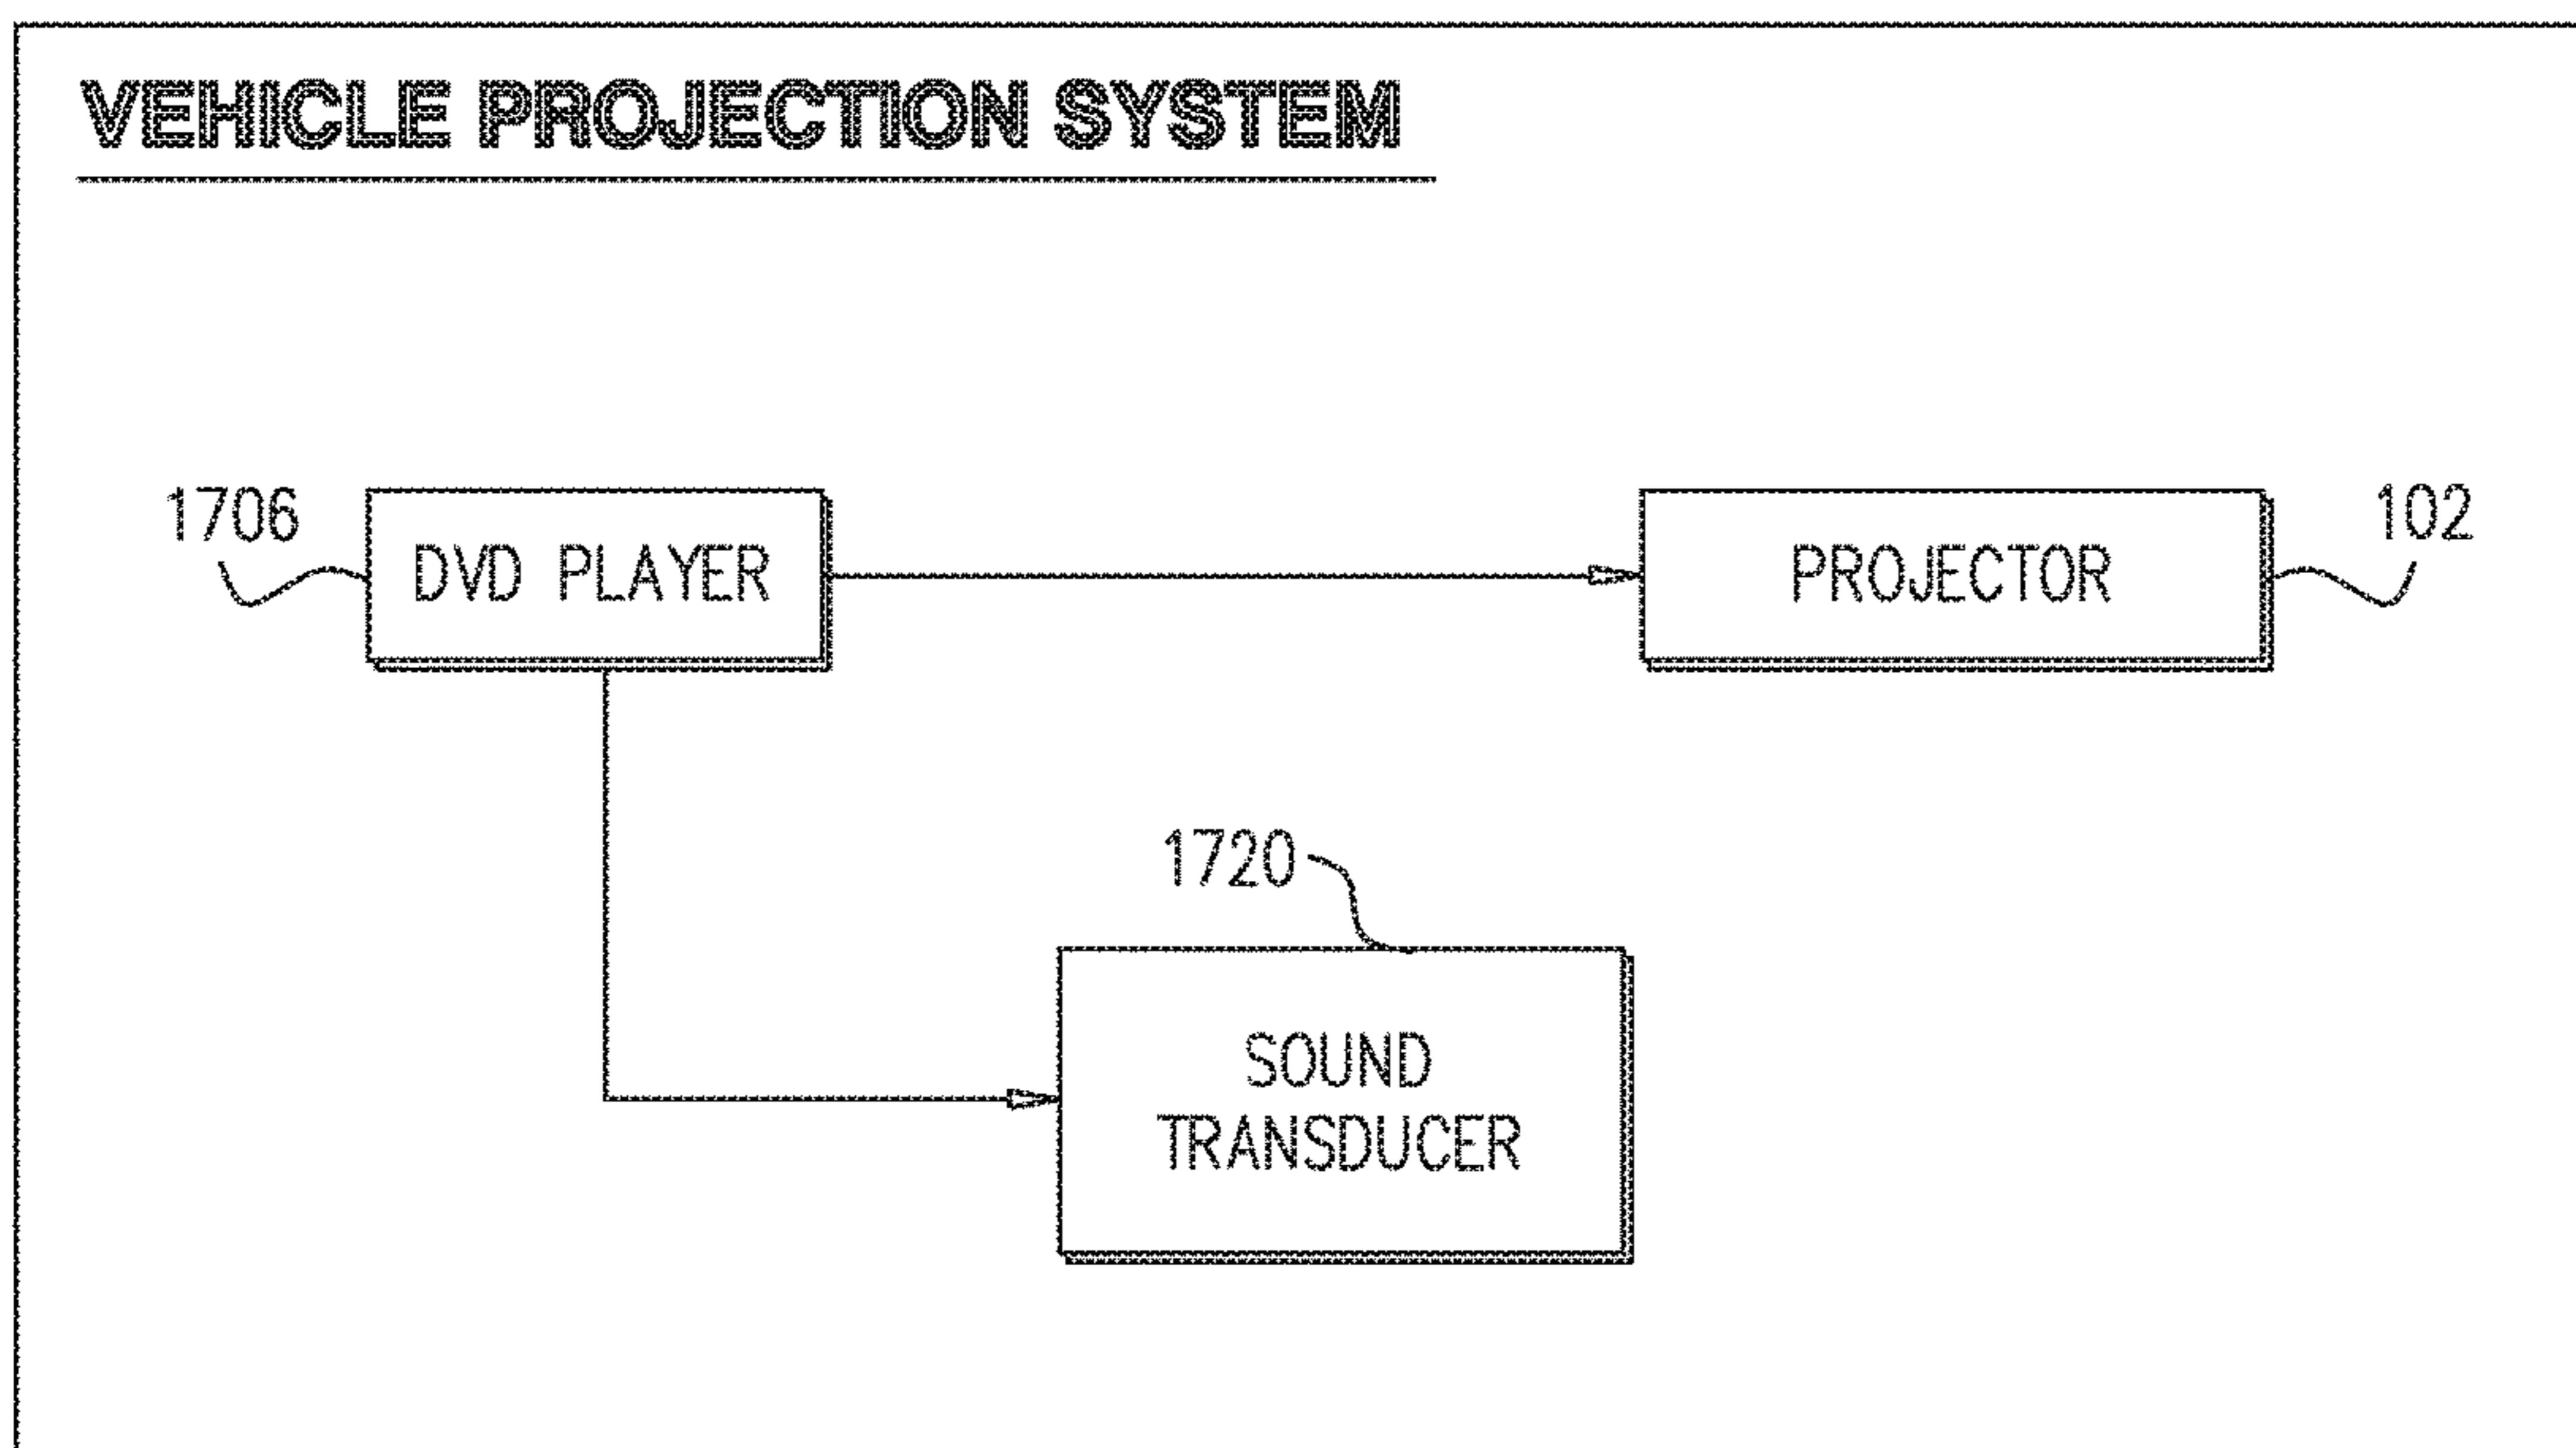 VEHICLE PROJECTION SYSTEM
1706
DVD PLAYER
PROJECTOR
102
1720
SOUND
TRANSDUCER